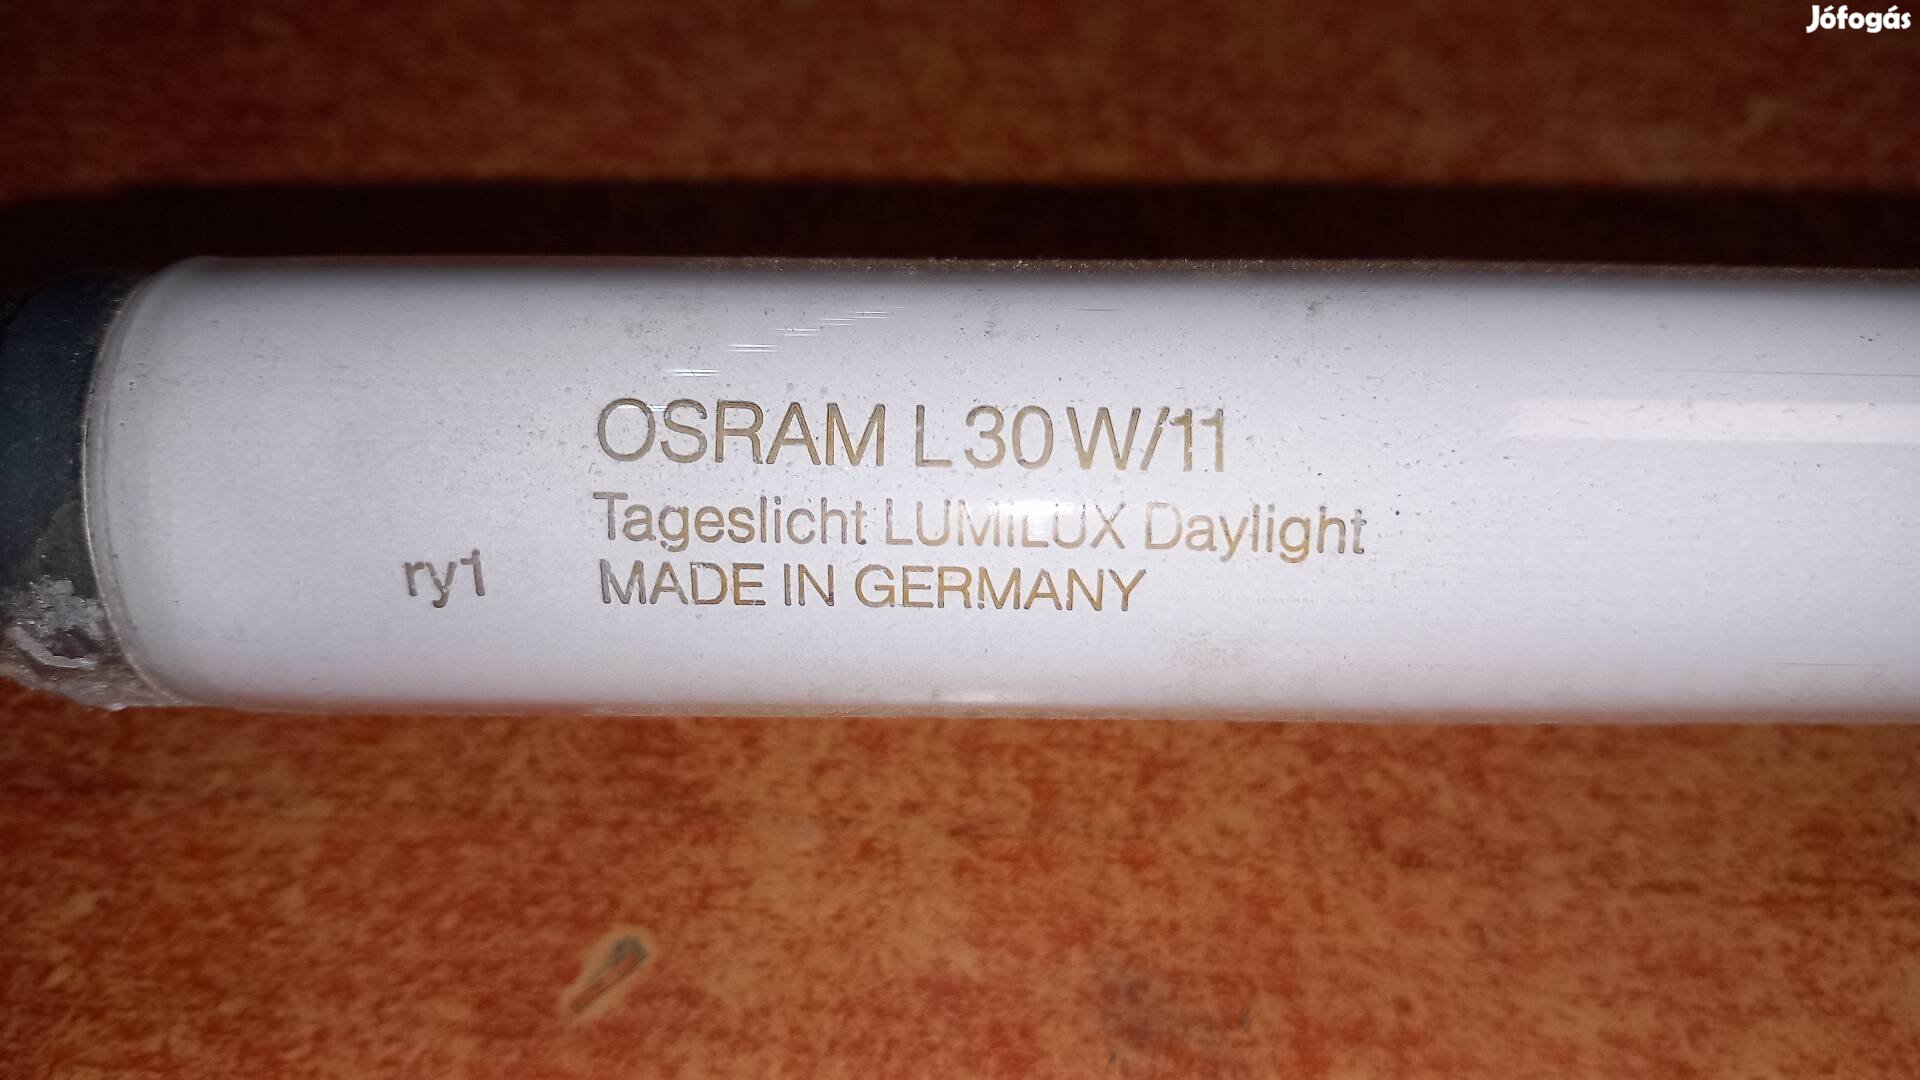 Jófogás
OSRAM L 30 W/11
Tageslicht LUMILUX Daylight
ry1 MADE IN GERMANY